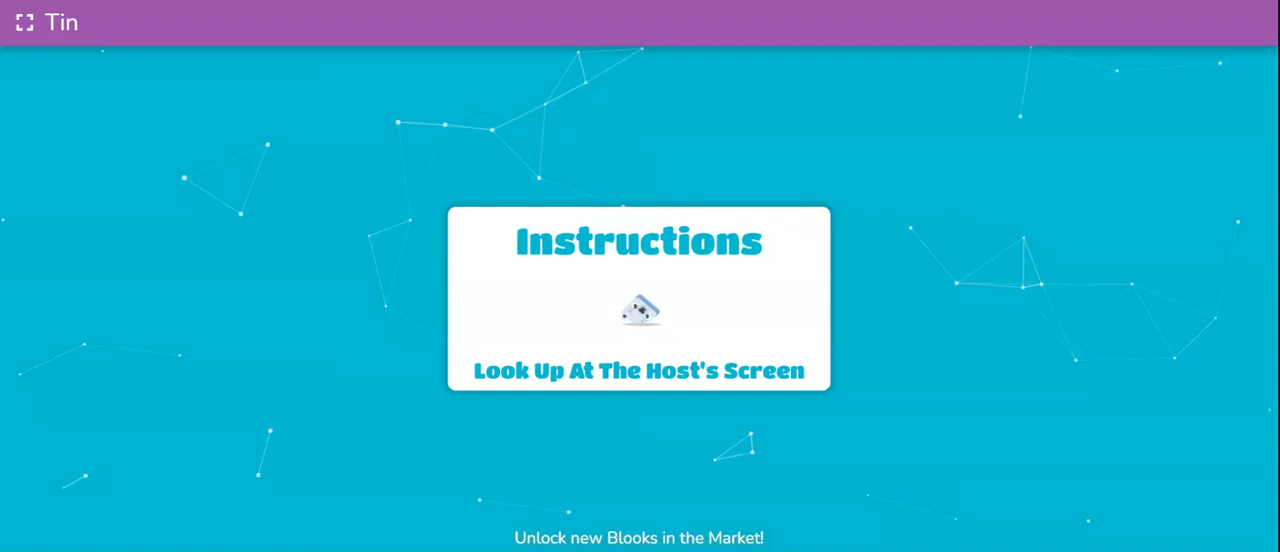 Tin
Instructions
Look Up At The Host's Screen
Unlock new Blooks in the Market!